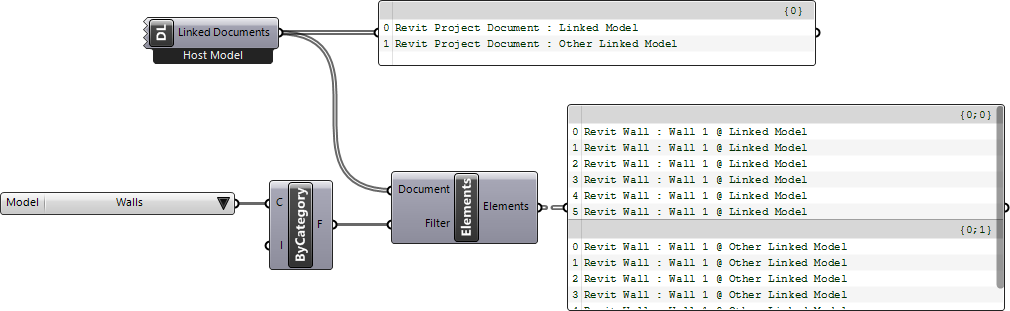 DL
Linked Documents
Host Model
{0}
0 Revit Project Document : Linked Model
1 Revit Project Document : Other Linked Model
Model Walls
C
I
ByCategory
F
Document
Filter
Elements
Elements
{0;0}
0 Revit Wall : Wall 1 @ Linked Model
1 Revit Wall : Wall 1 @ Linked Model
2 Revit Wall : Wall 1 @ Linked Model
3 Revit Wall : Wall 1 @ Linked Model
4 Revit Wall : Wall 1 @ Linked Model
5 Revit Wall : Wall 1 @ Linked Model
{0;1}
0 Revit Wall : Wall 1 @ Other Linked Model
1 Revit Wall : Wall 1 @ Other Linked Model
2 Revit Wall : Wall 1 @ Other Linked Model
3 Revit Wall : Wall 1 @ Other Linked Model